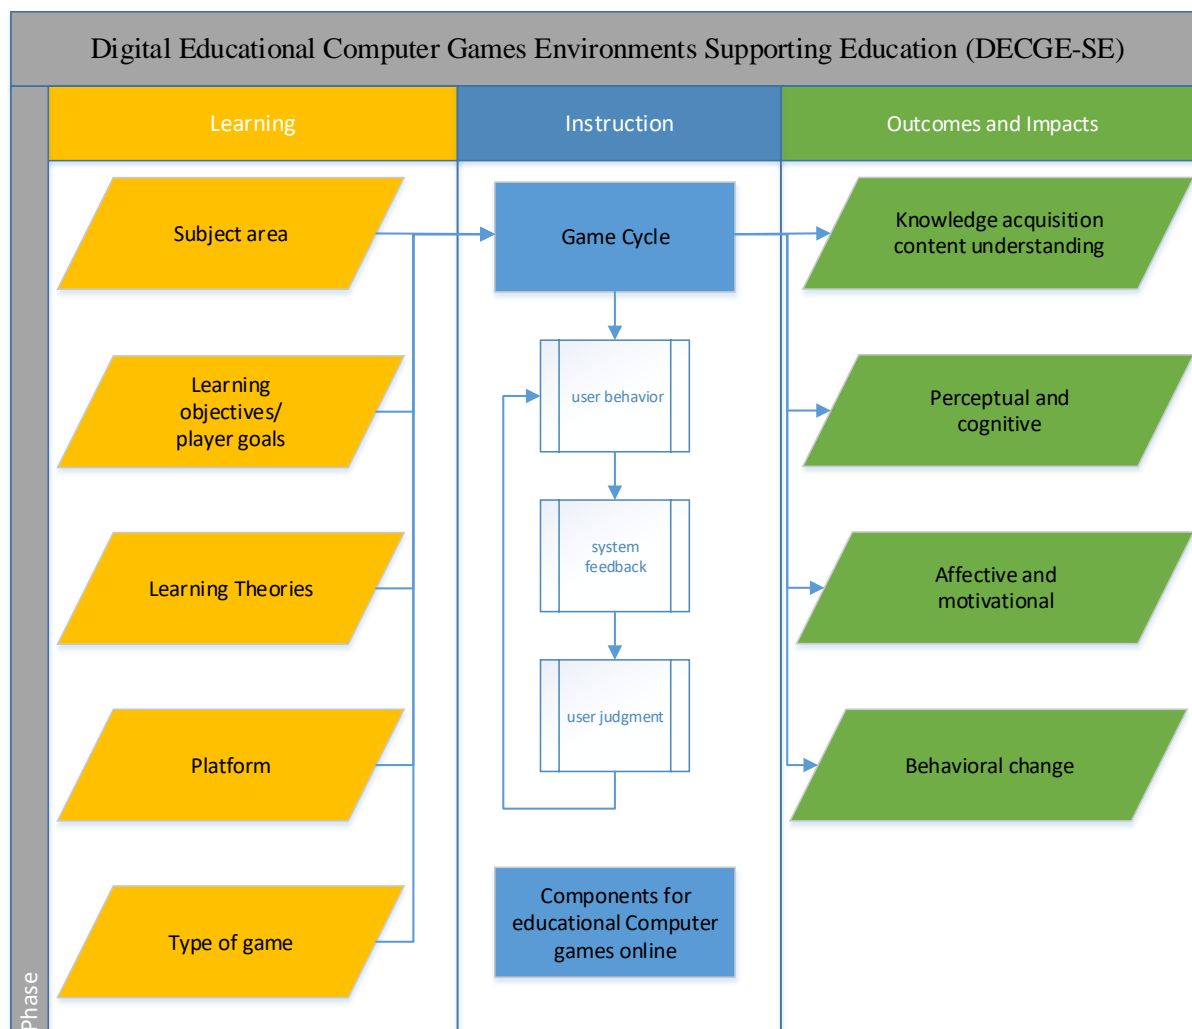 Digital Educational Computer Games Environments Supporting Education (DECGE-SE)
Learning
Instruction
Outcomes and Impacts
Subject area
Game Cycle
Knowledge acquisition
content understanding
user behavior
Learning
objectives/
player goals
Perceptual and
cognitive
system
feedback
Learning Theories
Affective and
motivational
user judgment
Platform
Behavioral change
Components for
educational Computer
games online
Type of game
Phase